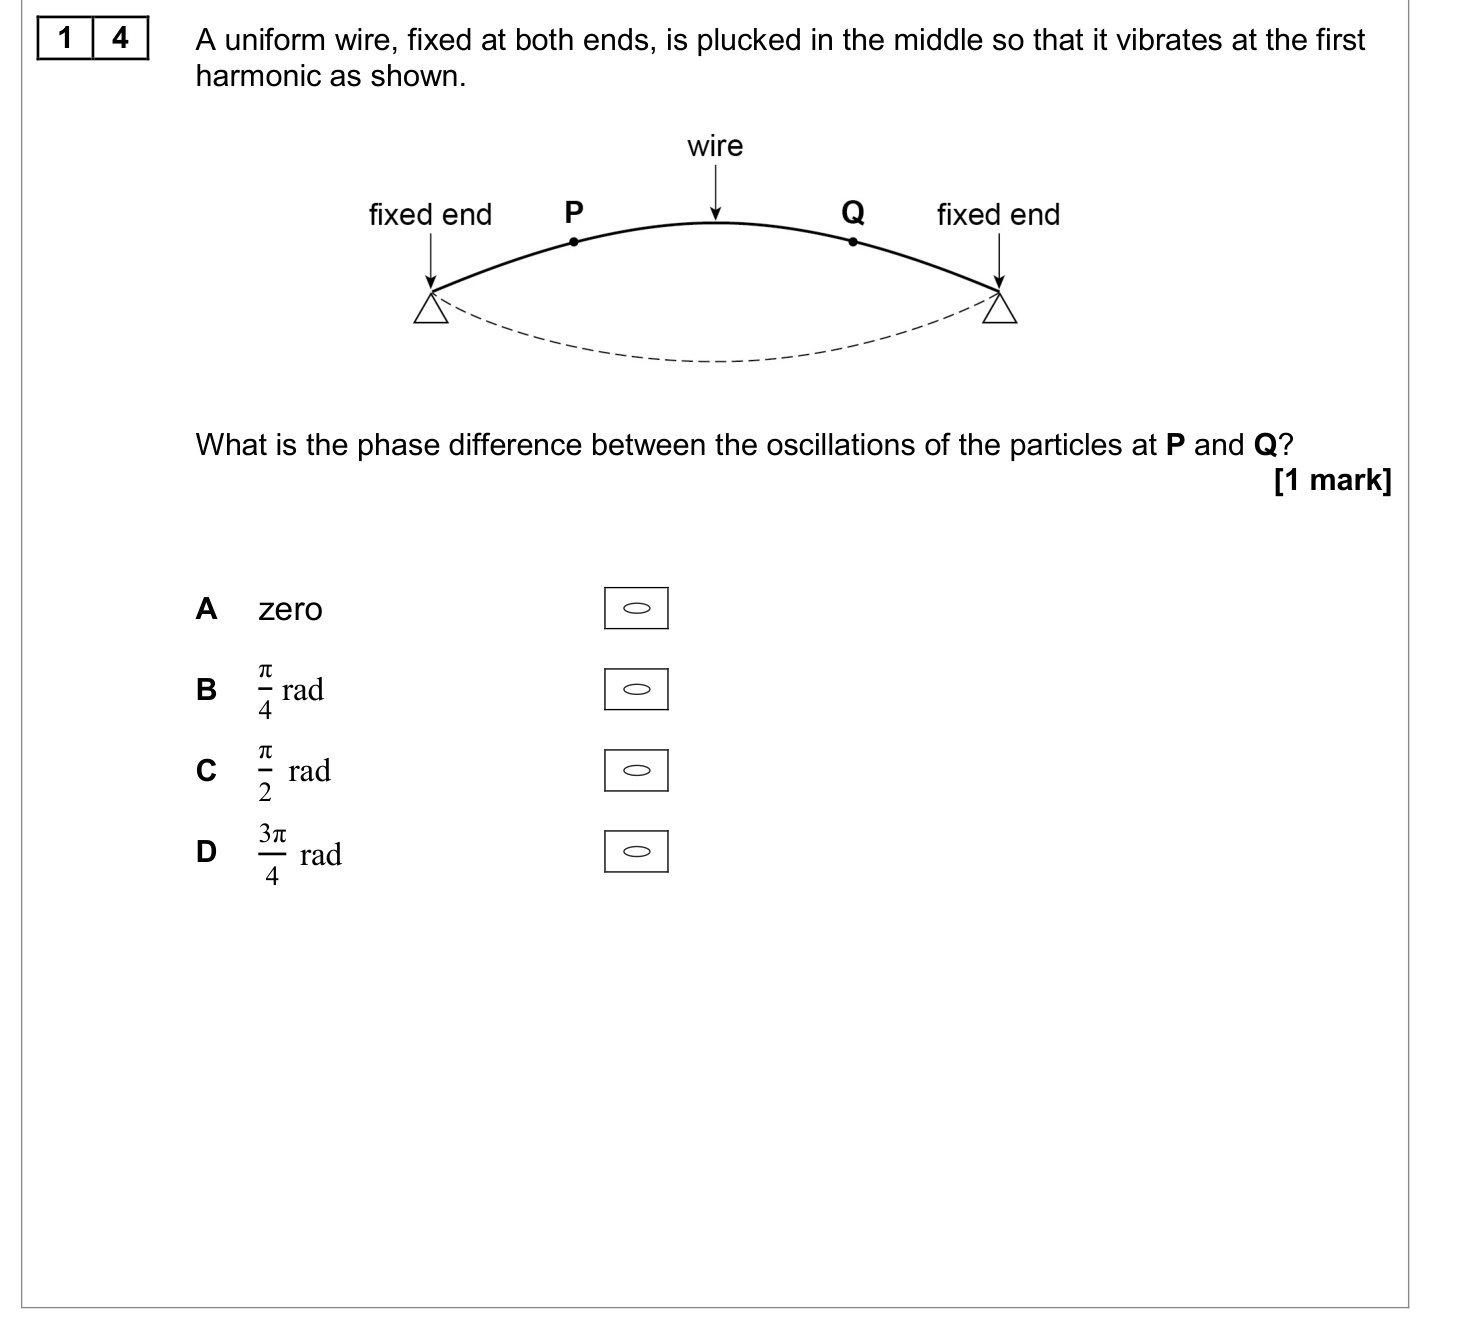 1 4
A uniform wire, fixed at both ends, is plucked in the middle so that it vibrates at the first
harmonic as shown.
wire
fixed end P Q fixed end
What is the phase difference between the oscillations of the particles at P and Q?
[1 mark]
A zero
B π/4 rad
C π/2 rad
D 3π/4 rad